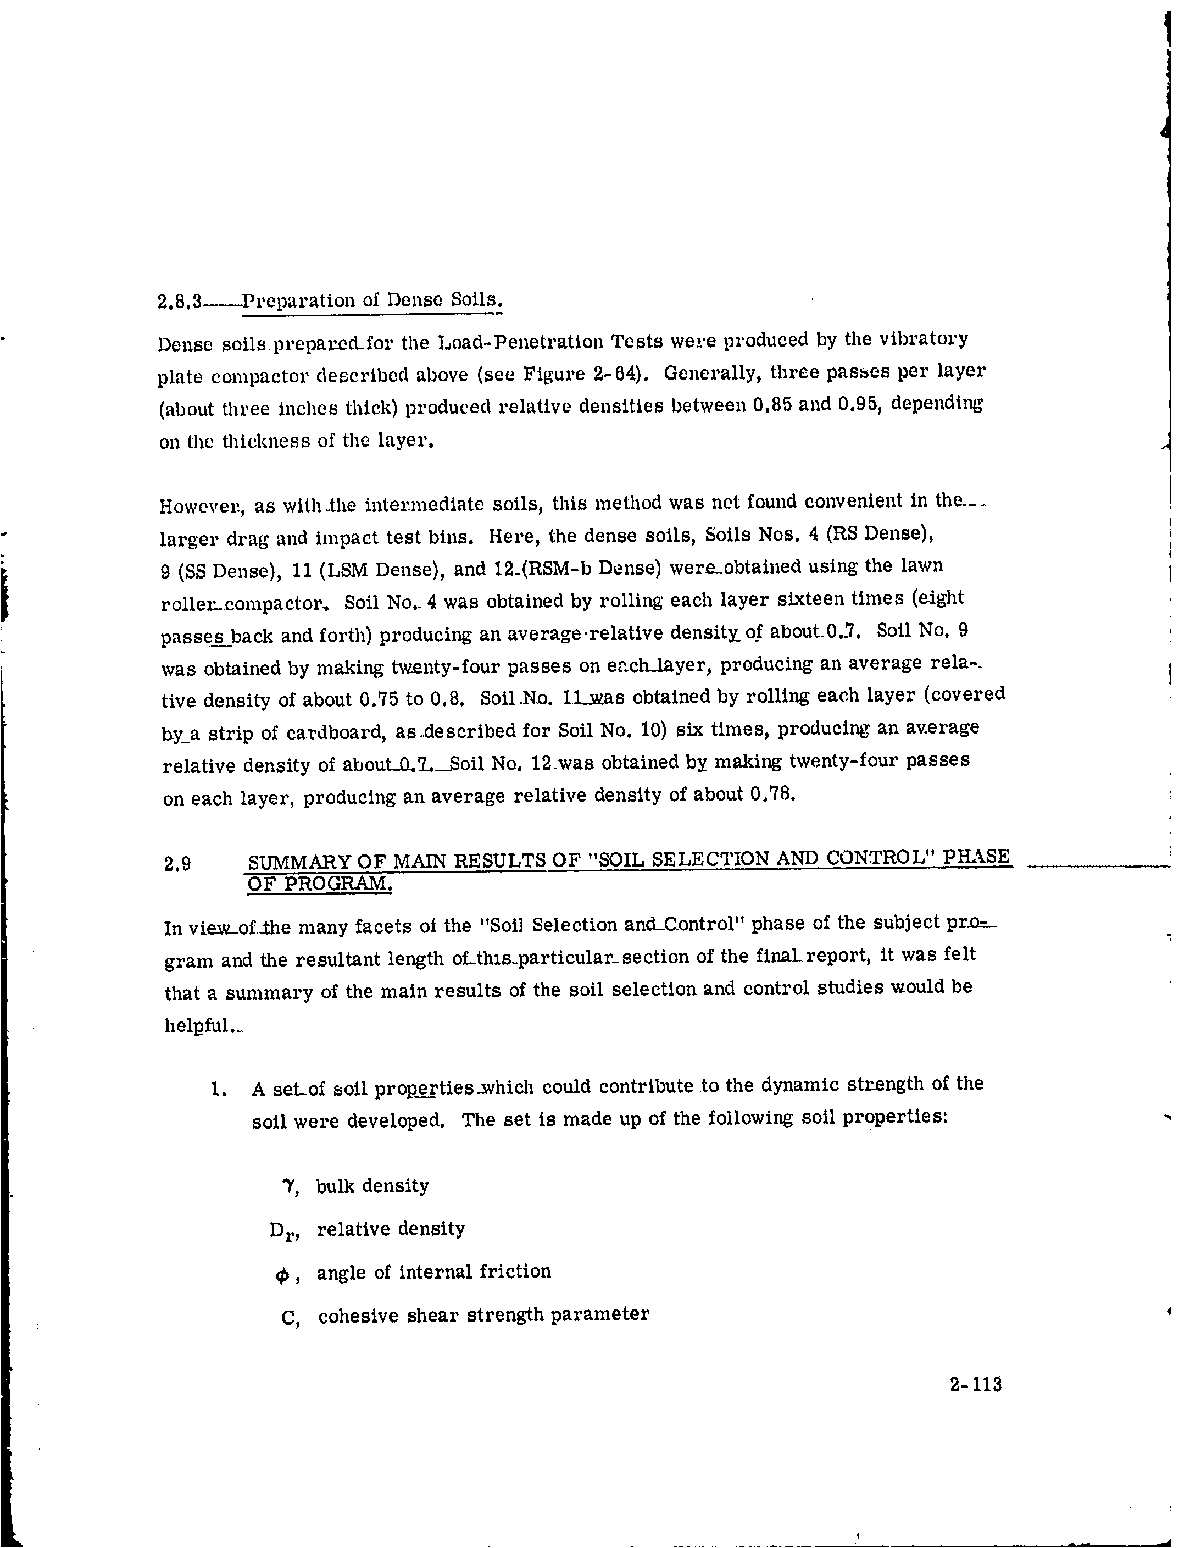 2.8.3 Preparation of Dense Soils.
Dense soils prepared for the Load-Penetration Tests were produced by the vibratory
plate compactor described above (see Figure 2-64). Generally, three passes per layer
(about three inches thick) produced relative densities between 0.85 and 0.95, depending
on the thickness of the layer.
However, as with the intermediate soils, this method was not found convenient in the
larger drag and impact test bins. Here, the dense soils, Soils Nos. 4 (RS Dense),
9 (SS Dense), 11 (LSM Dense), and 12 (RSM-b Dense) were obtained using the lawn
roller compactor. Soil No. 4 was obtained by rolling each layer sixteen times (eight
passes back and forth) producing an average relative density of about 0.7. Soil No. 9
was obtained by making twenty-four passes on each layer, producing an average rela-
tive density of about 0.75 to 0.8. Soil No. 11 was obtained by rolling each layer (covered
by a strip of cardboard, as described for Soil No. 10) six times, producing an average
relative density of about 0.7. Soil No. 12 was obtained by making twenty-four passes
on each layer, producing an average relative density of about 0.78.
2.9 SUMMARY OF MAIN RESULTS OF "SOIL SELECTION AND CONTROL" PHASE
OF PROGRAM.
In view of the many facets of the "Soil Selection and Control" phase of the subject pro-
gram and the resultant length of this particular section of the final report, it was felt
that a summary of the main results of the soil selection and control studies would be
helpful.
1. A set of soil properties which could contribute to the dynamic strength of the
soil were developed. The set is made up of the following soil properties:
γ, bulk density
Dr, relative density
ϕ, angle of internal friction
C, cohesive shear strength parameter
2-113